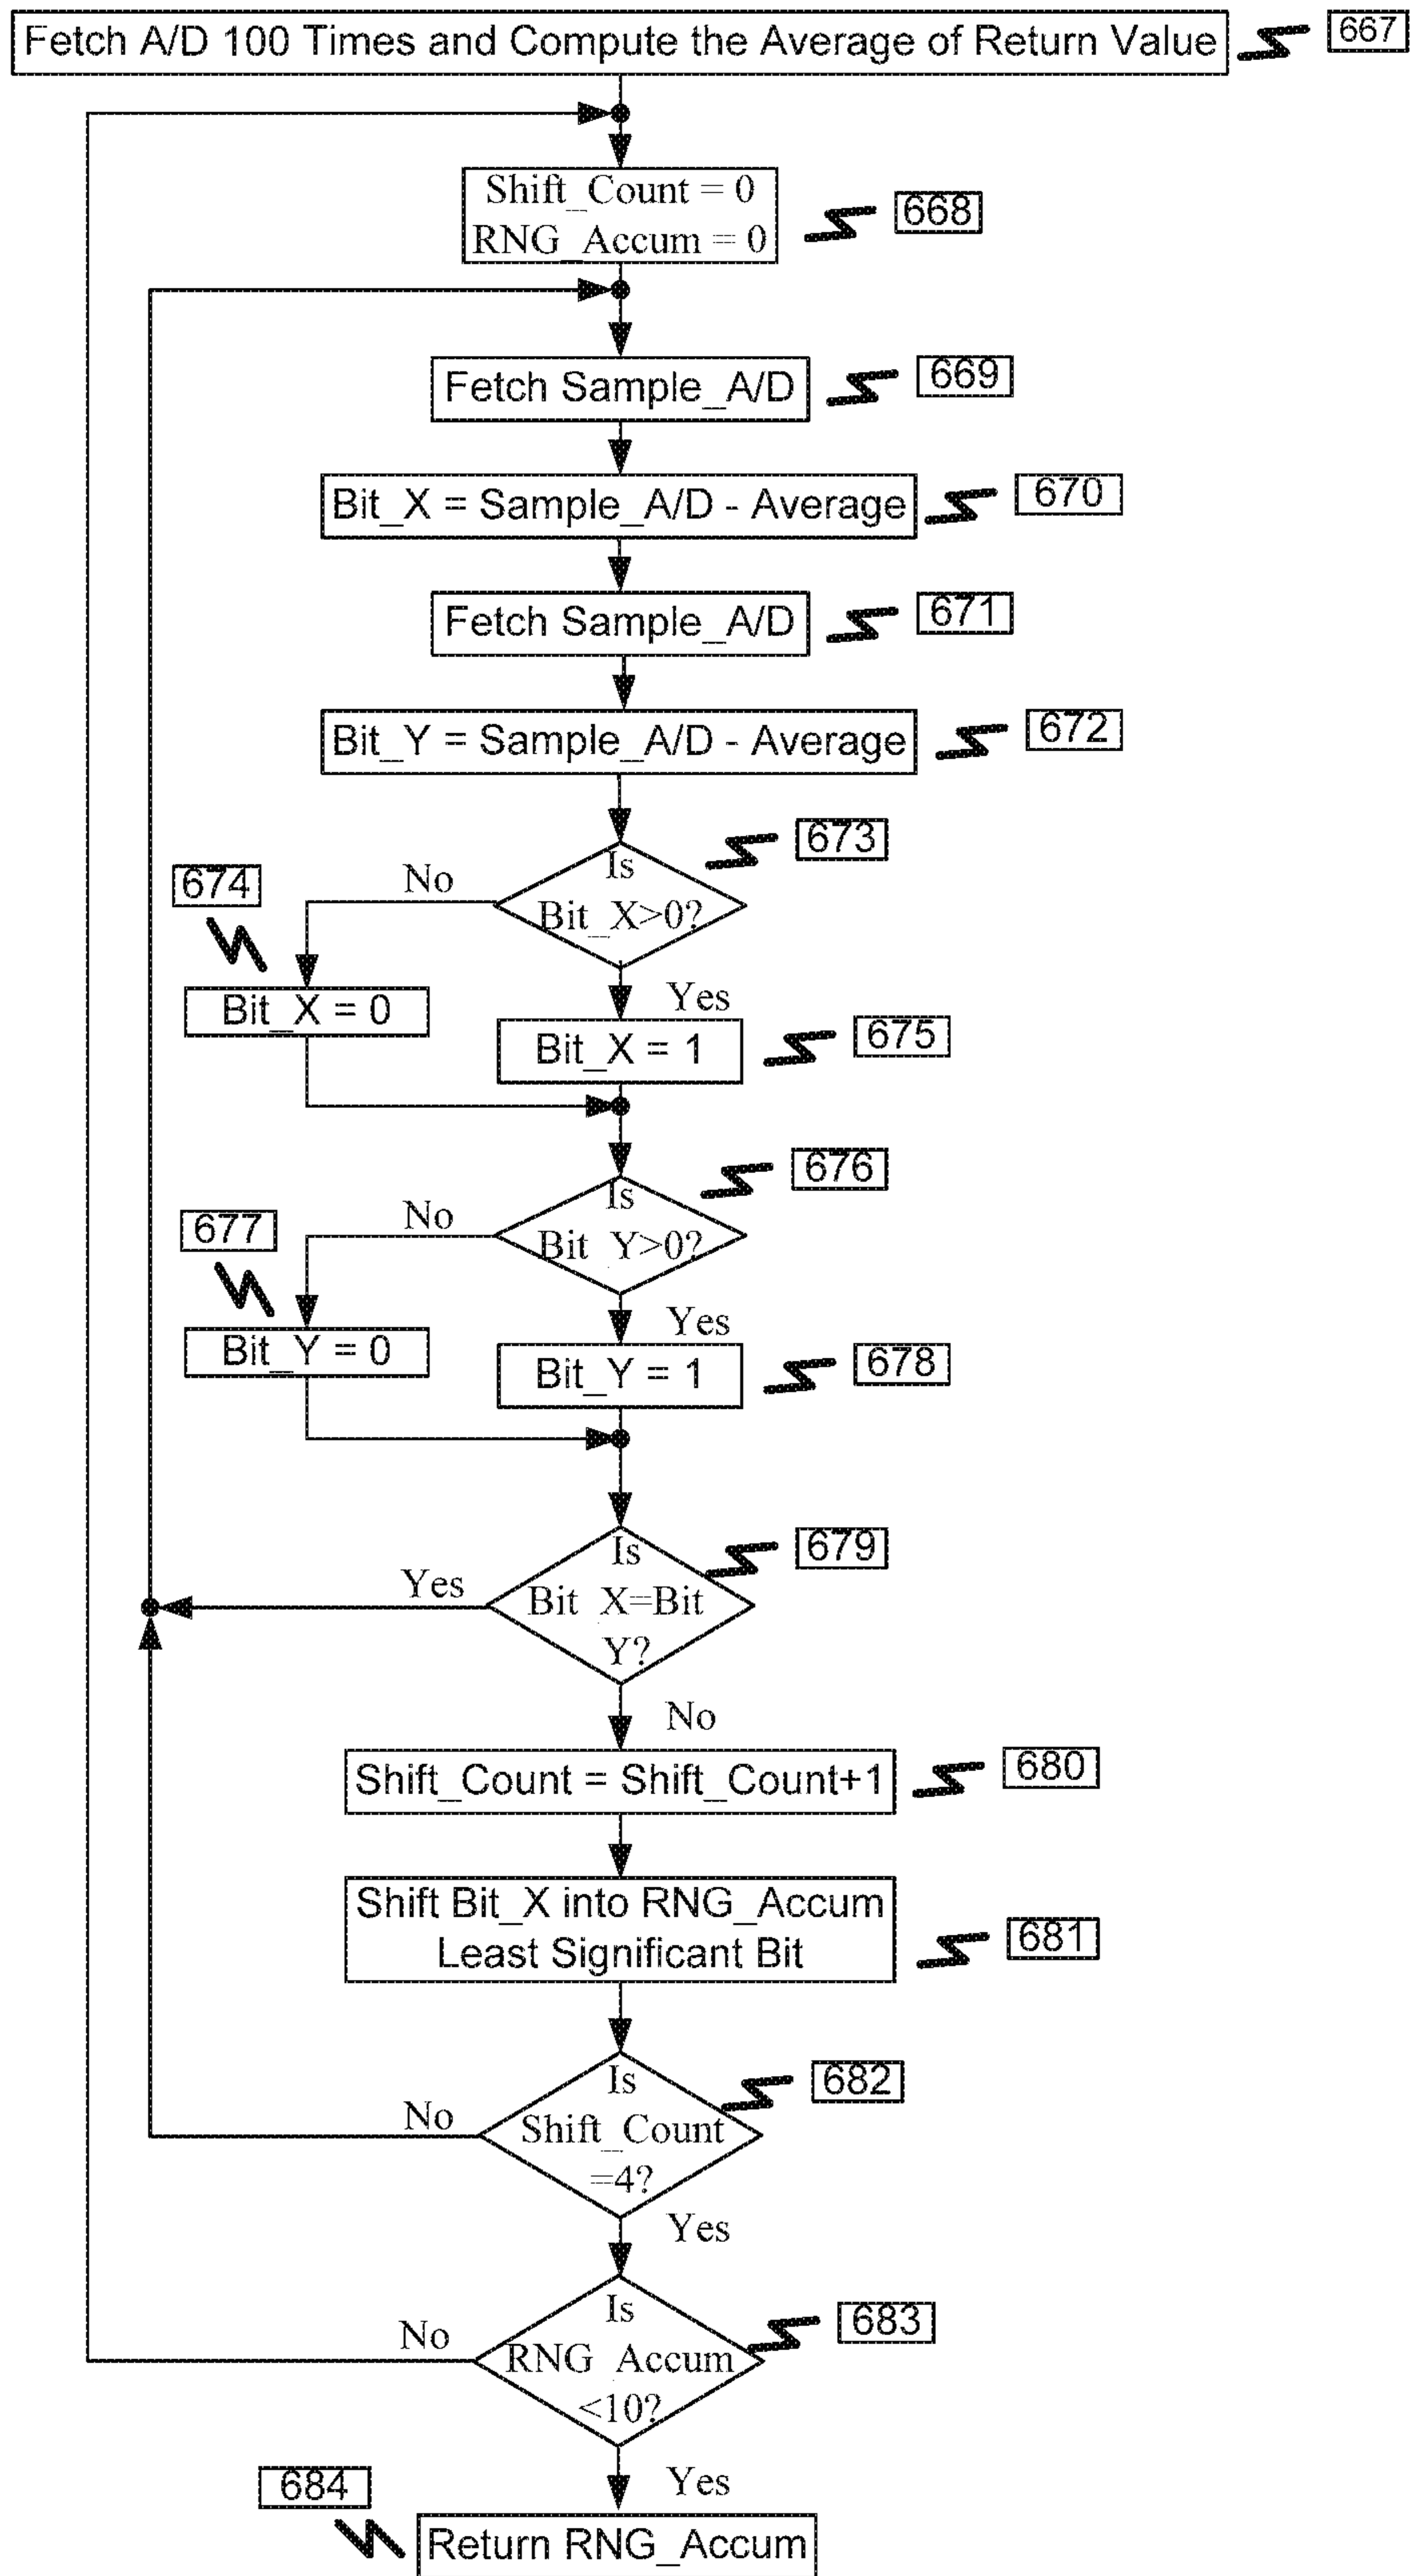 Fetch A/D 100 Times and Compute the Average of Return Value
667
Shift_Count = 0
RNG_Accum = 0
668
Fetch Sample_A/D
669
Bit_X = Sample_A/D - Average
670
Fetch Sample_A/D
671
Bit_Y = Sample_A/D - Average
672
673
Is
Bit_X>0?
No
674
Bit_X = 0
Yes
Bit_X = 1
675
676
Is
Bit_Y>0?
No
677
Bit_Y = 0
Yes
Bit_Y = 1
678
679
Is
Bit_X=Bit
Y?
Yes
No
Shift_Count = Shift_Count+1
680
Shift Bit_X into RNG_Accum
Least Significant Bit
681
682
Is
Shift_Count
=4?
No
Yes
683
Is
RNG_Accum
<10?
No
Yes
684
Return RNG_Accum